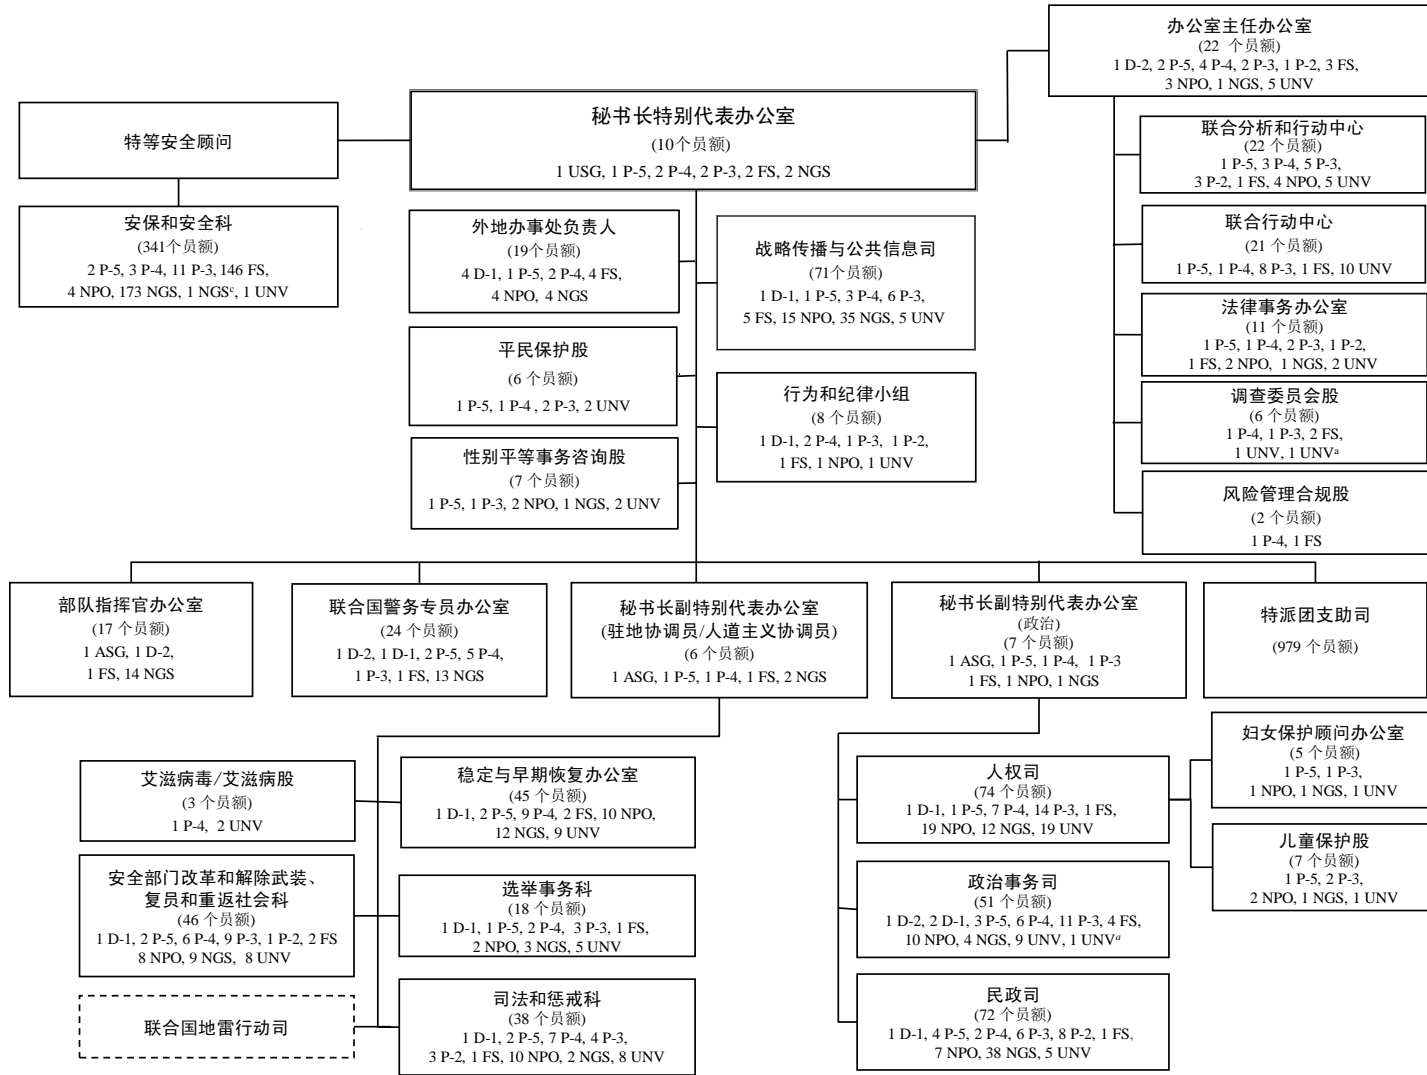 办公室主任办公室
(22 个员额)
1 D-2, 2 P-5, 4 P-4, 2 P-3, 1 P-2, 3 FS,
3 NPO, 1 NGS, 5 UNV
秘书长特别代表办公室
(10个员额)
1 USG, 1 P-5, 2 P-4, 2 P-3, 2 FS, 2 NGS
特等安全顾问
联合分析和行动中心
(22 个员额)
1 P-5, 3 P-4, 5 P-3,
3 P-2, 1 FS, 4 NPO, 5 UNV
安保和安全科
(341个员额)
2 P-5, 3 P-4, 11 P-3, 146 FS,
4 NPO, 173 NGS, 1 NGSᶜ, 1 UNV
外地办事处负责人
(19个员额)
4 D-1, 1 P-5, 2 P-4, 4 FS,
4 NPO, 4 NGS
战略传播与公共信息司
(71个员额)
1 D-1, 1 P-5, 3 P-4, 6 P-3,
5 FS, 15 NPO, 35 NGS, 5 UNV
联合行动中心
(21 个员额)
1 P-5, 1 P-4, 8 P-3, 1 FS, 10 UNV
法律事务办公室
(11 个员额)
1 P-5, 1 P-4, 2 P-3, 1 P-2,
1 FS, 2 NPO, 1 NGS, 2 UNV
平民保护股
(6 个员额)
1 P-5, 1 P-4 , 2 P-3, 2 UNV
行为和纪律小组
(8 个员额)
1 D-1, 2 P-4, 1 P-3, 1 P-2,
1 FS, 1 NPO, 1 UNV
调查委员会股
(6 个员额)
1 P-4, 1 P-3, 2 FS,
1 UNV, 1 UNVᵃ
性别平等事务咨询股
(7 个员额)
1 P-5, 1 P-3, 2 NPO, 1 NGS, 2 UNV
风险管理合规股
(2 个员额)
1 P-4, 1 FS
部队指挥官办公室
(17 个员额)
1 ASG, 1 D-2,
1 FS, 14 NGS
联合国警务专员办公室
(24 个员额)
1 D-2, 1 D-1, 2 P-5, 5 P-4,
1 P-3, 1 FS, 13 NGS
秘书长副特别代表办公室
(驻地协调员/人道主义协调员)
(6 个员额)
1 ASG, 1 P-5, 1 P-4, 1 FS, 2 NGS
秘书长副特别代表办公室
(政治)
(7 个员额)
1 ASG, 1 P-5, 1 P-4, 1 P-3
1 FS, 1 NPO, 1 NGS
特派团支助司
(979 个员额)
艾滋病毒/艾滋病股
(3 个员额)
1 P-4, 2 UNV
稳定与早期恢复办公室
(45 个员额)
1 D-1, 2 P-5, 9 P-4, 2 FS, 10 NPO,
12 NGS, 9 UNV
人权司
(74 个员额)
1 D-1, 1 P-5, 7 P-4, 14 P-3, 1 FS,
19 NPO, 12 NGS, 19 UNV
妇女保护顾问办公室
(5 个员额)
1 P-5, 1 P-3,
1 NPO, 1 NGS, 1 UNV
儿童保护股
(7 个员额)
1 P-5, 2 P-3,
2 NPO, 1 NGS, 1 UNV
安全部门改革和解除武装、
复员和重返社会科
(46 个员额)
1 D-1, 2 P-5, 6 P-4, 9 P-3, 1 P-2, 2 FS
8 NPO, 9 NGS, 8 UNV
选举事务科
(18 个员额)
1 D-1, 1 P-5, 2 P-4, 3 P-3, 1 FS,
2 NPO, 3 NGS, 5 UNV
政治事务司
(51 个员额)
1 D-2, 2 D-1, 3 P-5, 6 P-4, 11 P-3, 4 FS,
10 NPO, 4 NGS, 9 UNV, 1 UNVᵃ
联合国地雷行动司
司法和惩戒科
(38 个员额)
1 D-1, 2 P-5, 7 P-4, 4 P-3,
3 P-2, 1 FS, 10 NPO, 2 NGS, 8 UNV
民政司
(72 个员额)
1 D-1, 4 P-5, 2 P-4, 6 P-3, 8 P-2, 1 FS,
7 NPO, 38 NGS, 5 UNV